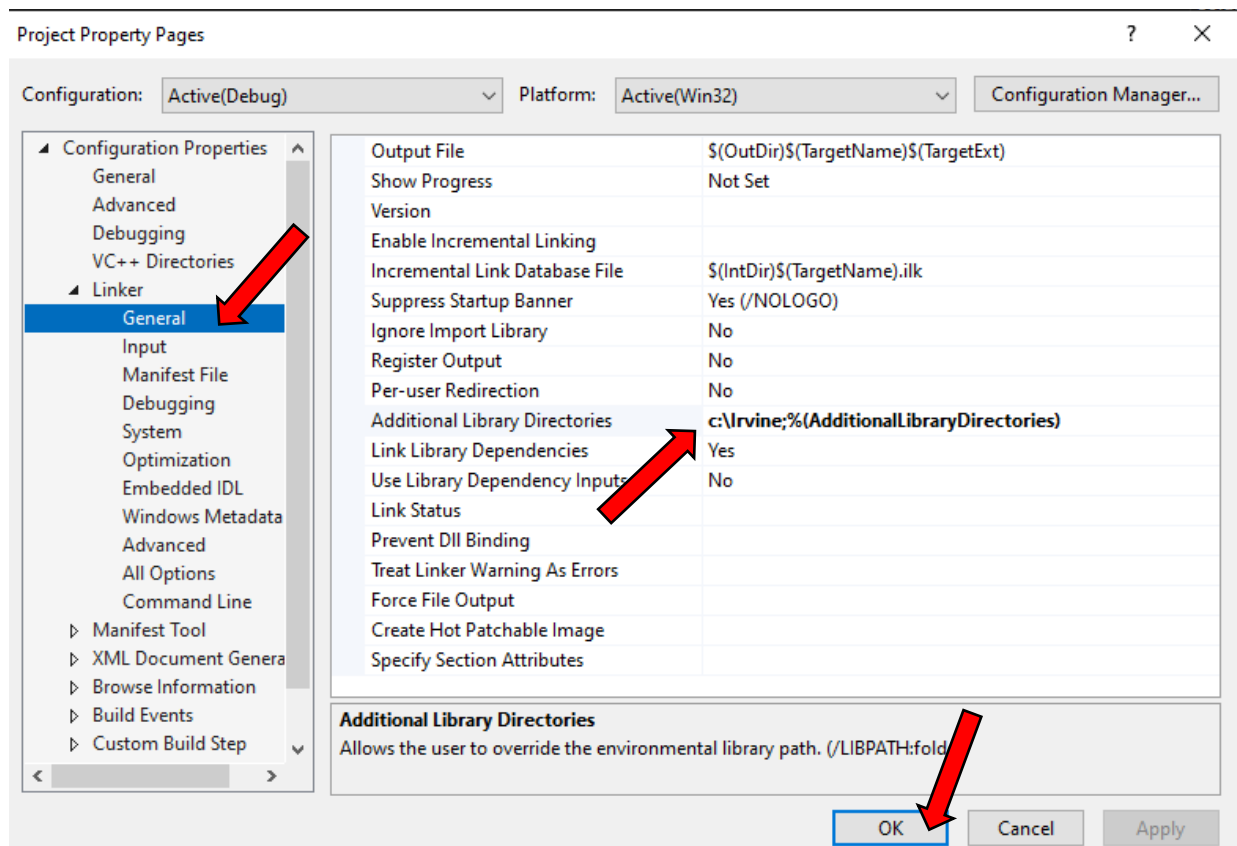 Project Property Pages ?
Configuration: Active(Debug) Platform: Active(Win32) Configuration Manager...
Configuration Properties
General
Advanced
Debugging
VC++ Directories
Linker
General
Input
Manifest File
Debugging
System
Optimization
Embedded IDL
Windows Metadata
Advanced
All Options
Command Line
Manifest Tool
XML Document Genera
Browse Information
Build Events
Custom Build Step
Output File $(OutDir)$(TargetName)$(TargetExt)
Show Progress Not Set
Version
Enable Incremental Linking
Incremental Link Database File $(IntDir)$(TargetName).ilk
Suppress Startup Banner Yes (/NOLOGO)
Ignore Import Library No
Register Output No
Per-user Redirection No
Additional Library Directories c:\Irvine;%(AdditionalLibraryDirectories)
Link Library Dependencies Yes
Use Library Dependency Inputs No
Link Status
Prevent Dll Binding
Treat Linker Warning As Errors
Force File Output
Create Hot Patchable Image
Specify Section Attributes
Additional Library Directories
Allows the user to override the environmental library path. (/LIBPATH:fold
OK Cancel Apply